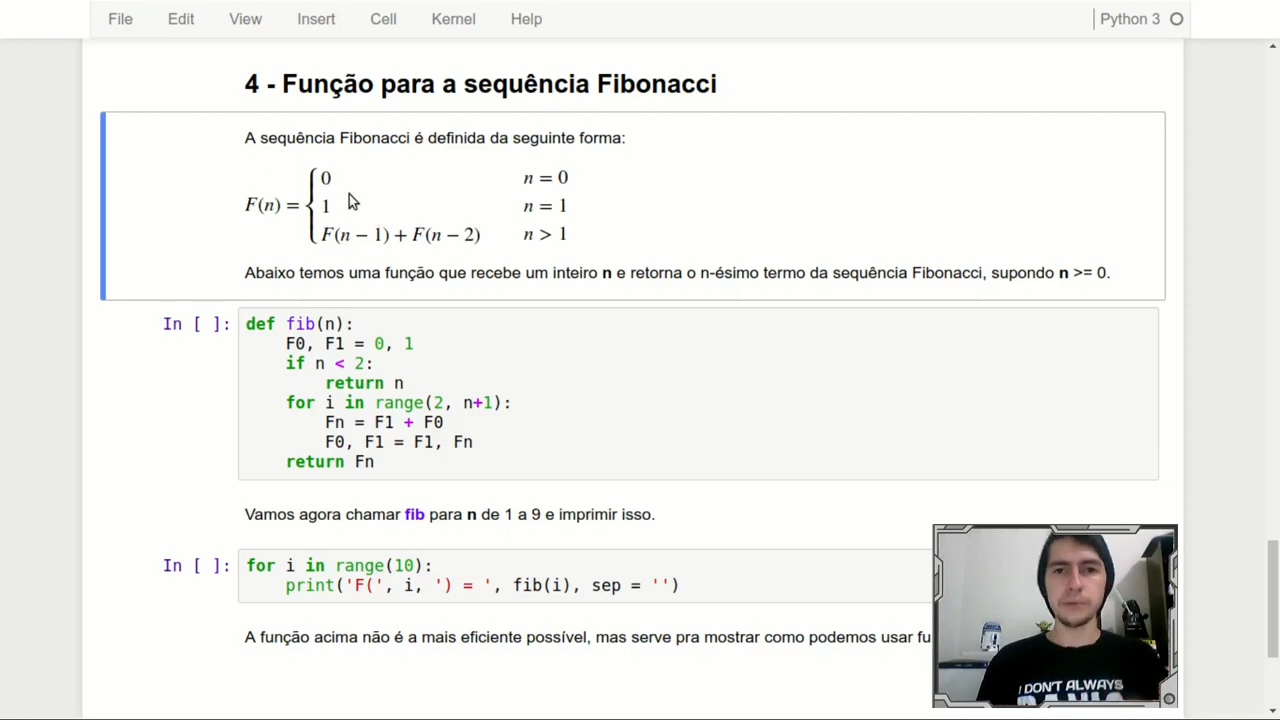 File Edit View Insert Cell Kernel Help Python 3
4 - Função para a sequência Fibonacci
A sequência Fibonacci é definida da seguinte forma:
0 n = 0
F(n) = { 1 n = 1
F(n − 1) + F(n − 2) n > 1
Abaixo temos uma função que recebe um inteiro n e retorna o n-ésimo termo da sequência Fibonacci, supondo n >= 0.
In [ ]: def fib(n):
F0, F1 = 0, 1
if n < 2:
return n
for i in range(2, n+1):
Fn = F1 + F0
F0, F1 = F1, Fn
return Fn
Vamos agora chamar fib para n de 1 a 9 e imprimir isso.
In [ ]: for i in range(10):
print('F(', i, ') = ', fib(i), sep = '')
A função acima não é a mais eficiente possível, mas serve pra mostrar como podemos usar fu
I DON'T ALWAYS